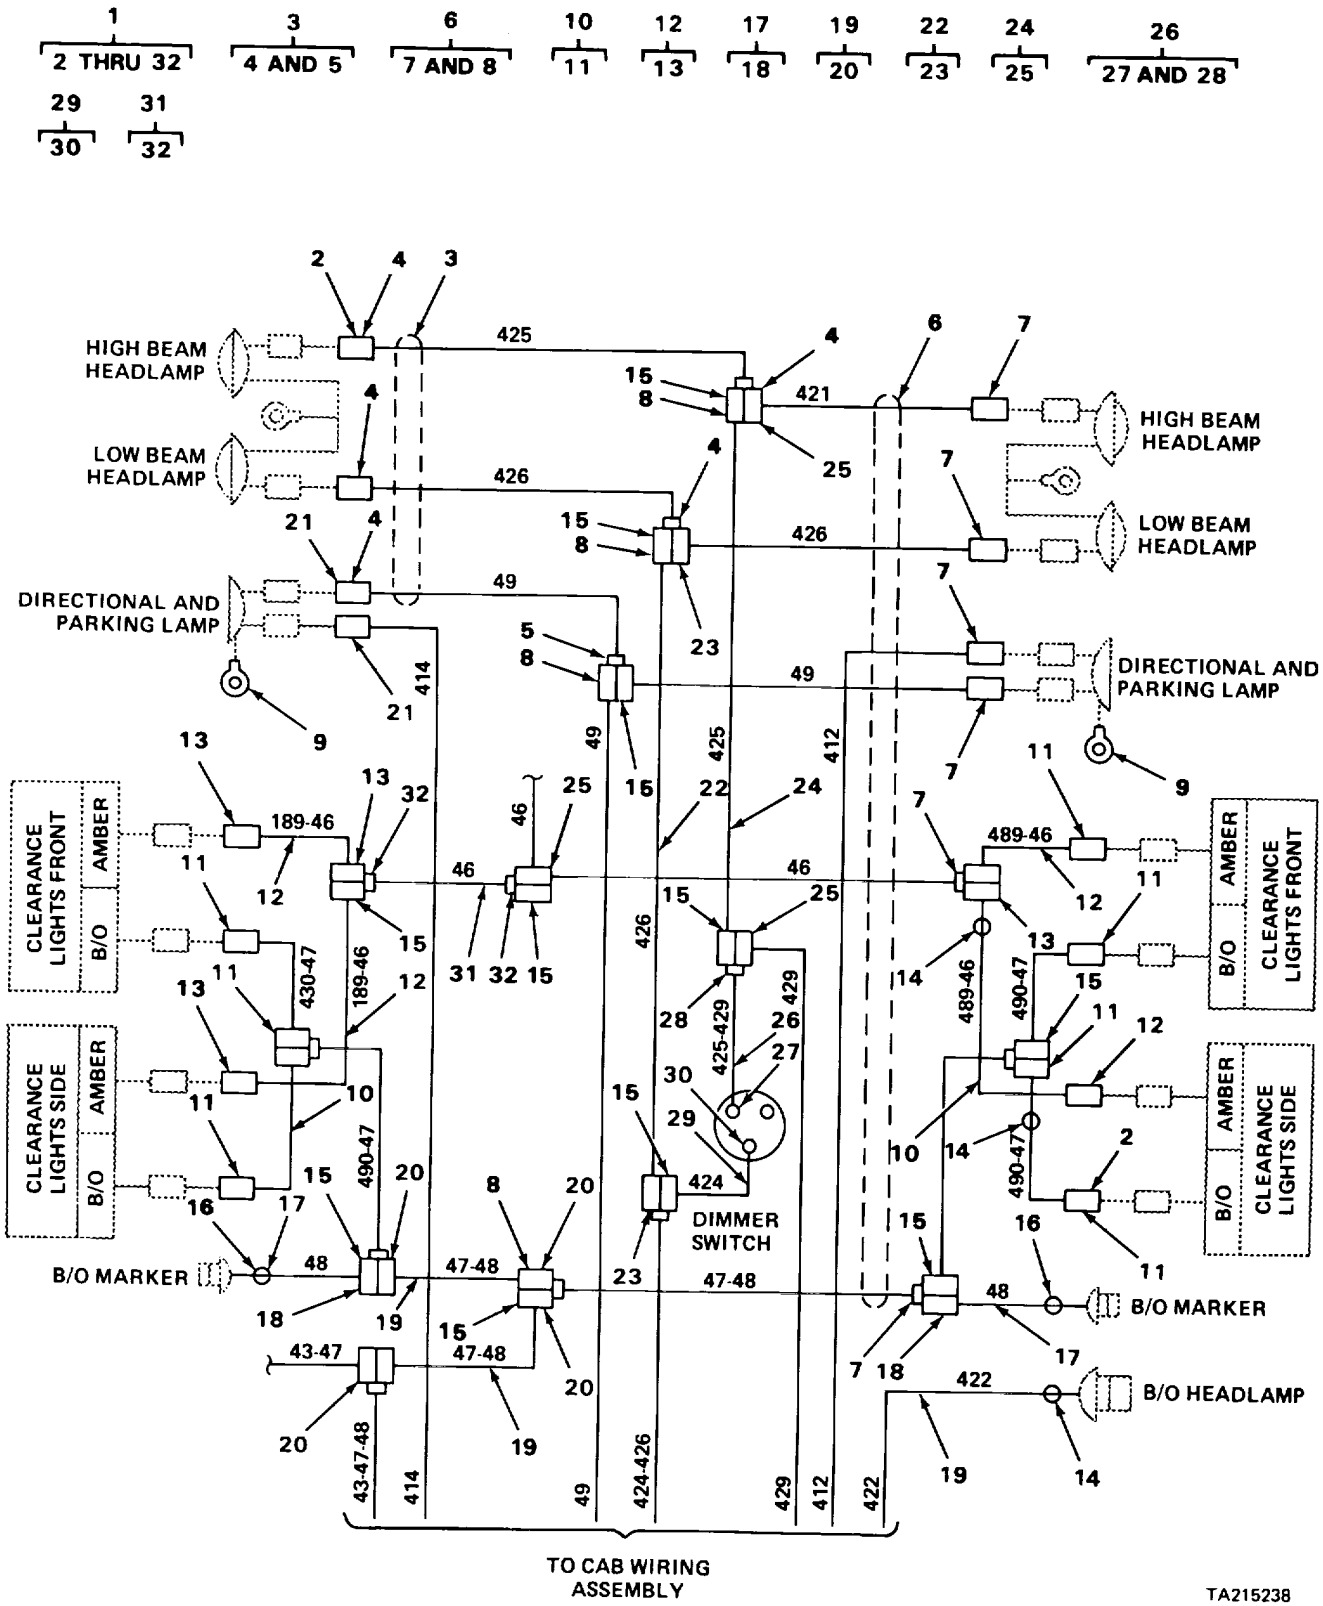 1 3 6 10 12 17 19 22 24 26
2 THRU 32 4 AND 5 7 AND 8 11 13 18 20 23 25 27 AND 28
29 31
30 32
2 4 3
HIGH BEAM
HEADLAMP
425
4
15
8
421
6
7
HIGH BEAM
HEADLAMP
4
25
LOW BEAM
HEADLAMP
426
4
7
15
8
426
LOW BEAM
HEADLAMP
21 4
49
7
23
DIRECTIONAL AND
PARKING LAMP
5
8
414
21
49
DIRECTIONAL AND
PARKING LAMP
9
49
15
425
412
7
9
13
13 32
46
25
22
24
7
11
CLEARANCE
LIGHTS FRONT
AMBER
B/O
189-46
12
11
46
31 32 15
46
489-46
12
11
AMBER
B/O
CLEARANCE
LIGHTS FRONT
15
426
15 25
13
14
11
430-47
189-46
12
28
425-429
429
26
27
489-46
490-47
15
11
12
13
CLEARANCE
LIGHTS SIDE
AMBER
B/O
11
10
30
29
15
10
14
490-47
2
AMBER
B/O
CLEARANCE
LIGHTS SIDE
490-47
16 17
15 20
8 20
424
DIMMER
SWITCH
23
15
16
11
B/O MARKER
48
18
47-48
19
15
20
47-48
7 18
48
17
B/O MARKER
43-47
47-48
20
19
422
19
14
B/O HEADLAMP
43-47-48
414
49
424-426
429
412
422
TO CAB WIRING
ASSEMBLY
TA215238